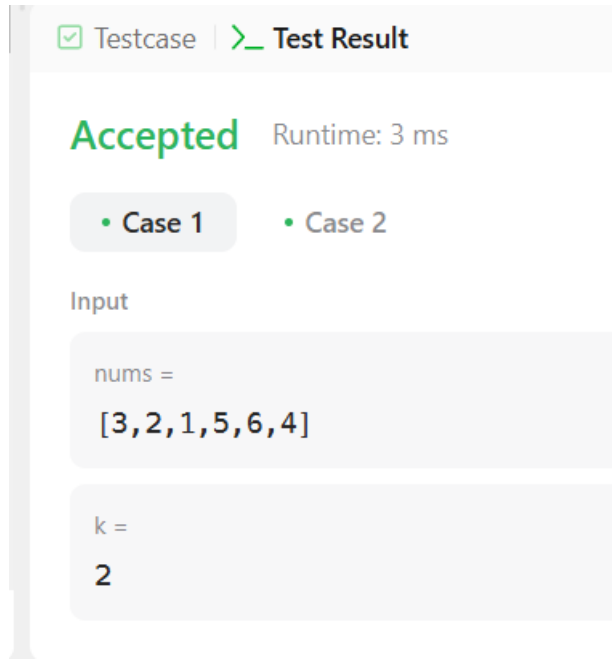 Testcase
Test Result
Accepted Runtime: 3 ms
• Case 1 • Case 2
Input
nums =
[3,2,1,5,6,4]
k =
2